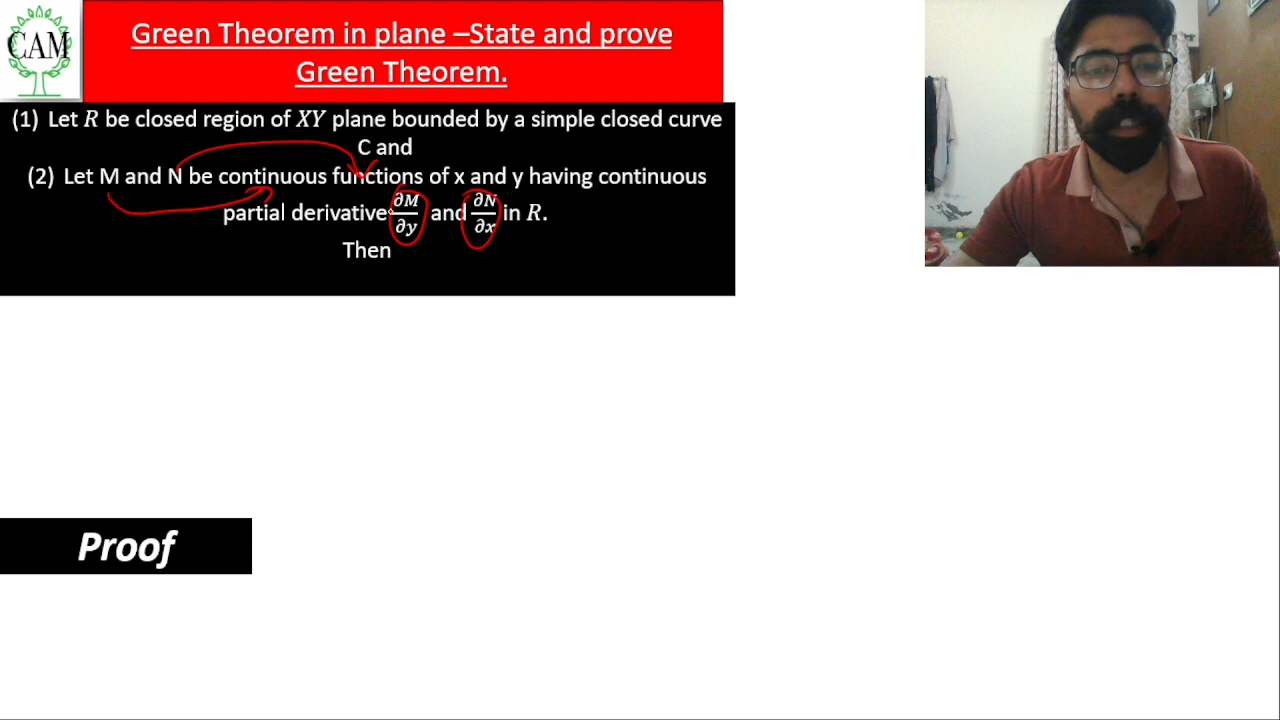 CAM
Green Theorem in plane –State and prove
Green Theorem.
(1) Let R be closed region of XY plane bounded by a simple closed curve
C and
(2) Let M and N be continuous functions of x and y having continuous
partial derivative ∂M/∂y and ∂N/∂x in R.
Then
Proof